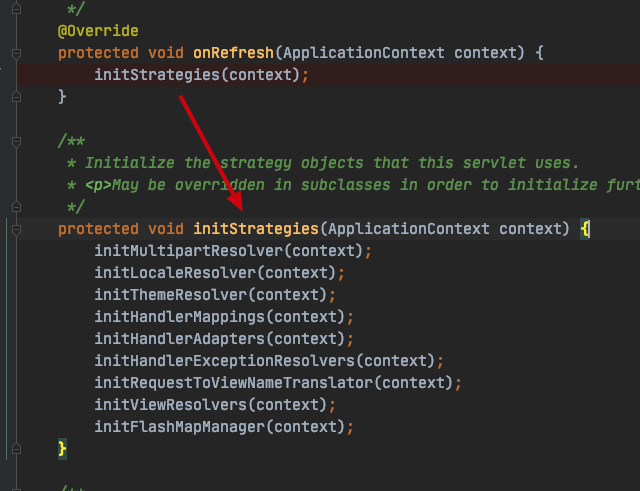 */
@Override
protected void onRefresh(ApplicationContext context) {
initStrategies(context);
}
/**
* Initialize the strategy objects that this servlet uses.
* <p>May be overridden in subclasses in order to initialize
*/
protected void initStrategies(ApplicationContext context) {
initMultipartResolver(context);
initLocaleResolver(context);
initThemeResolver(context);
initHandlerMappings(context);
initHandlerAdapters(context);
initHandlerExceptionResolvers(context);
initRequestToViewNameTranslator(context);
initViewResolvers(context);
initFlashMapManager(context);
}